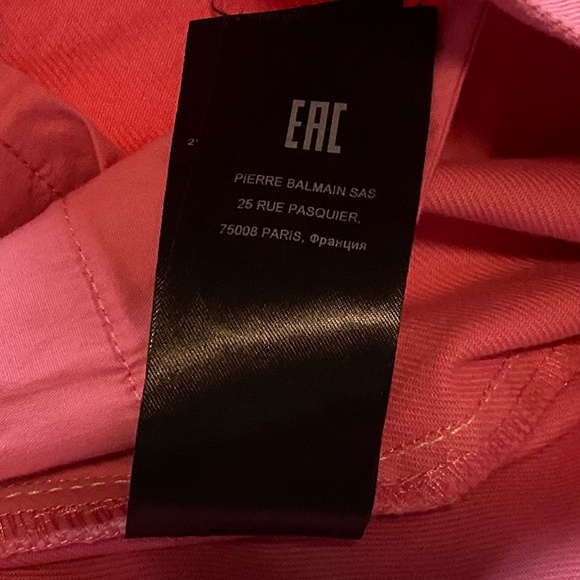 EAC
PIERRE BALMAIN SAS
25 RUE PASQUIER,
75008 PARIS, Франция